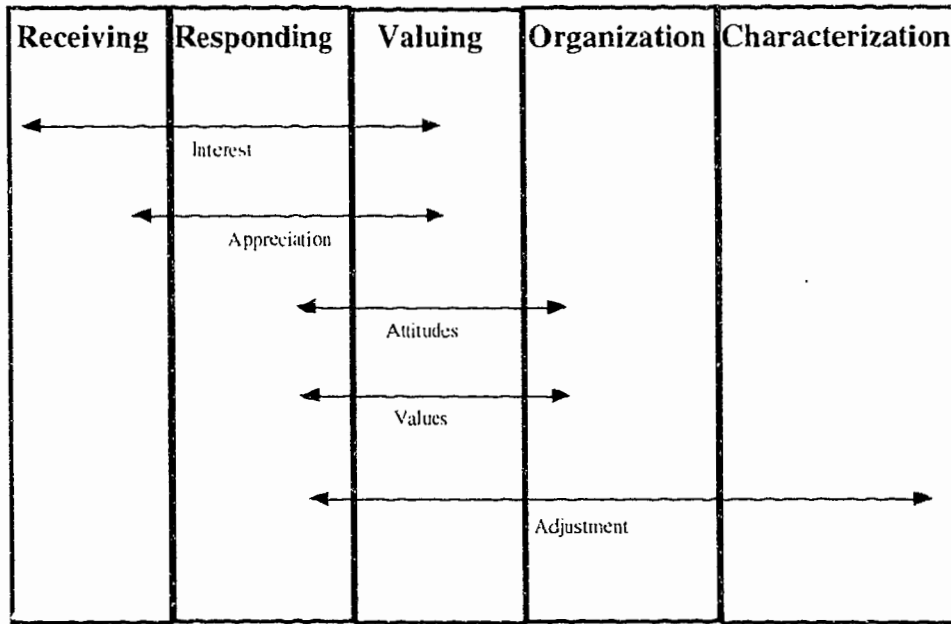 Receiving Responding Valuing Organization Characterization
Interest
Appreciation
Attitudes
Values
Adjustment